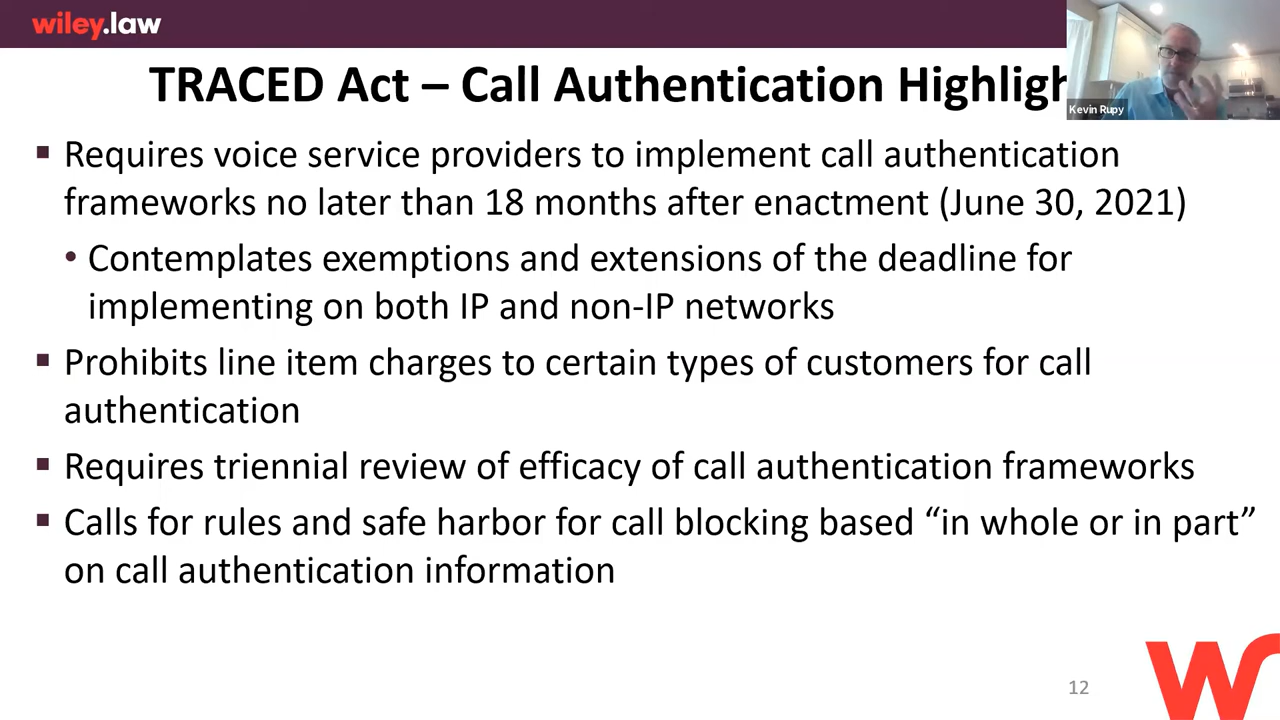 wiley.law
TRACED Act – Call Authentication Highligh
Kevin Rupy
▪ Requires voice service providers to implement call authentication
frameworks no later than 18 months after enactment (June 30, 2021)
• Contemplates exemptions and extensions of the deadline for
implementing on both IP and non-IP networks
▪ Prohibits line item charges to certain types of customers for call
authentication
▪ Requires triennial review of efficacy of call authentication frameworks
▪ Calls for rules and safe harbor for call blocking based “in whole or in part”
on call authentication information
12
W